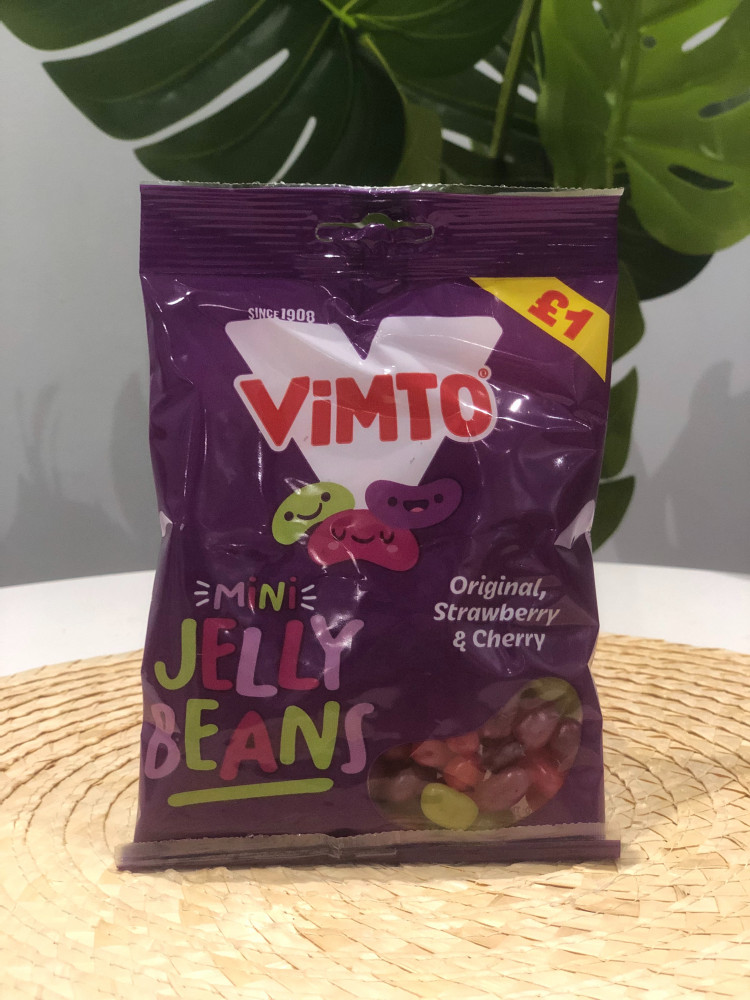 SINCE 1908
£1
ViMTO®
MiNi
JELLY
BEANS
Original,
Strawberry
& Cherry